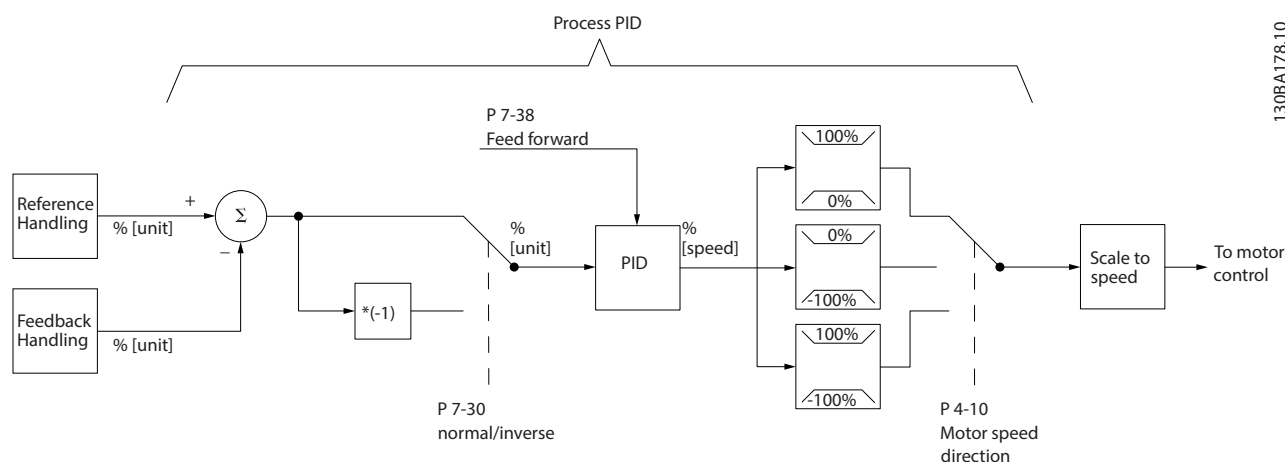 Process PID
130BA178.10
P 7-38
Feed forward
100%
0%
Reference
Handling
+
% [unit]
Σ
–
%
[unit]
PID
%
[speed]
0%
-100%
Scale to
speed
To motor
control
Feedback
Handling
% [unit]
*(-1)
100%
-100%
P 7-30
normal/inverse
P 4-10
Motor speed
direction